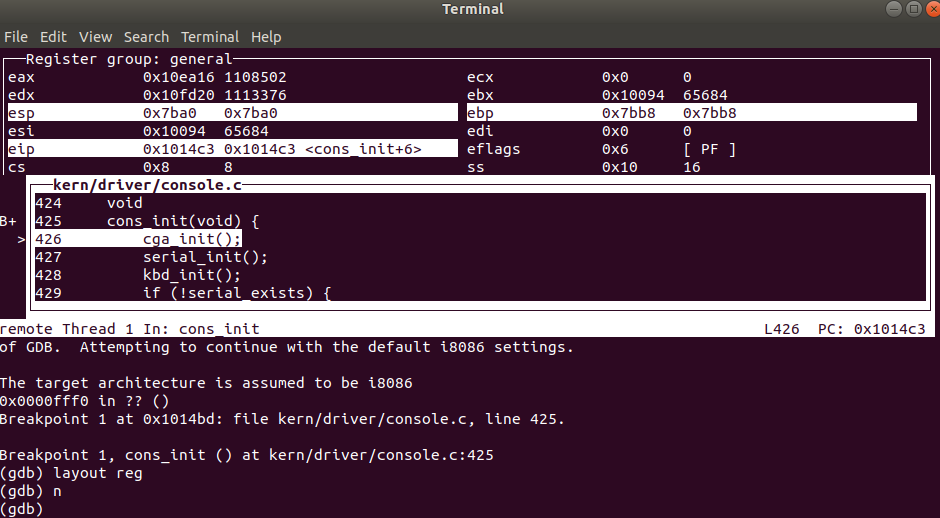 Terminal
File Edit View Search Terminal Help
Register group: general
eax 0x10ea16 1108502 ecx 0x0 0
edx 0x10fd20 1113376 ebx 0x10094 65684
esp 0x7ba0 0x7ba0 ebp 0x7bb8 0x7bb8
esi 0x10094 65684 edi 0x0 0
eip 0x1014c3 0x1014c3 <cons_init+6> eflags 0x6 [ PF ]
cs 0x8 8 ss 0x10 16
kern/driver/console.c
424 void
B+ 425 cons_init(void) {
> 426 cga_init();
427 serial_init();
428 kbd_init();
429 if (!serial_exists) {
remote Thread 1 In: cons_init L426 PC: 0x1014c3
of GDB. Attempting to continue with the default i8086 settings.
The target architecture is assumed to be i8086
0x0000fff0 in ?? ()
Breakpoint 1 at 0x1014bd: file kern/driver/console.c, line 425.
Breakpoint 1, cons_init () at kern/driver/console.c:425
(gdb) layout reg
(gdb) n
(gdb)